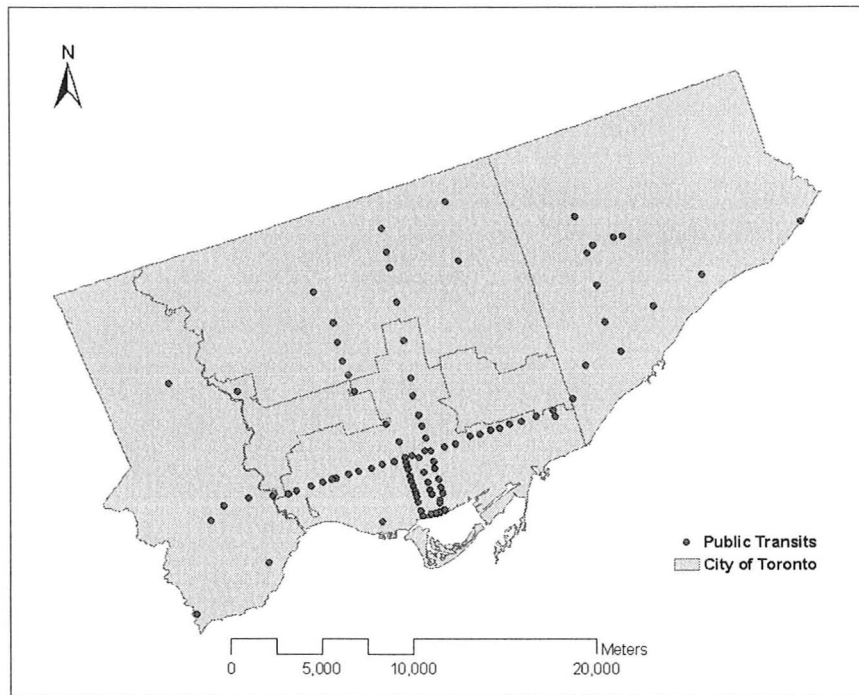 N
Public Transits
City of Toronto
Meters
0 5,000 10,000 20,000